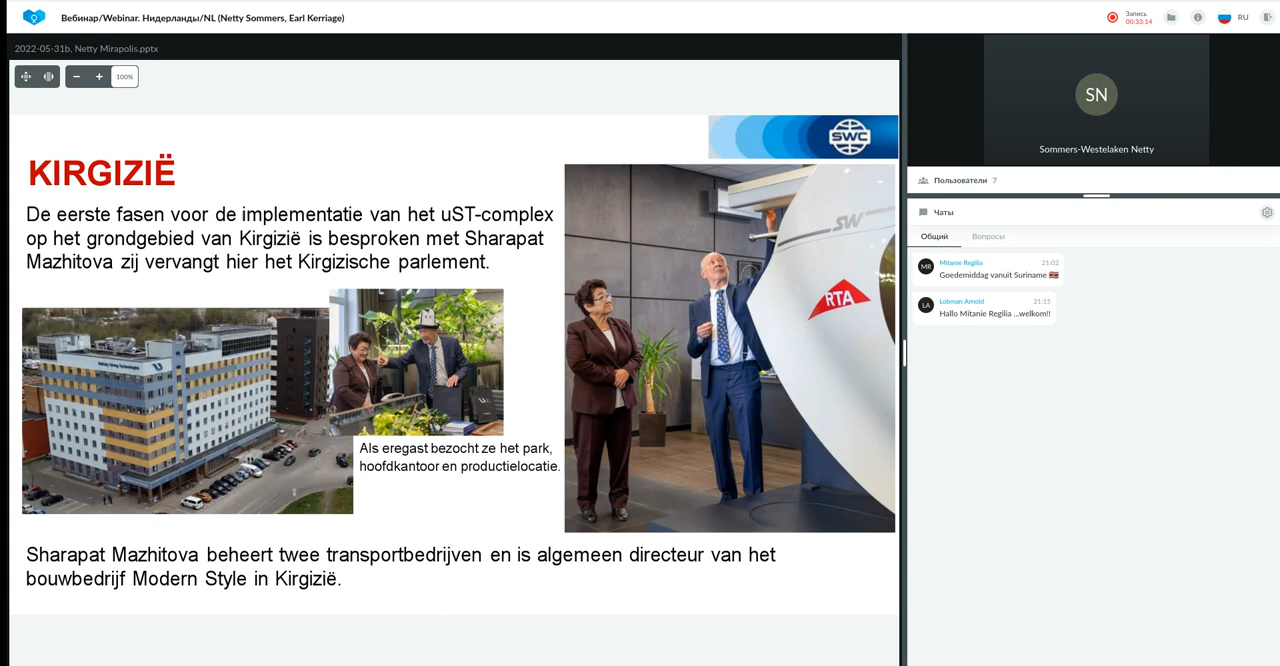 Вебинар/Webinar. Нидерланды/NL (Netty Sommers, Earl Kerriage)
Запись
00:33:14
RU
2022-05-31b, Netty Mirapolis.pptx
100%
SWC
KIRGIZIË
De eerste fasen voor de implementatie van het uST-complex
op het grondgebied van Kirgizië is besproken met Sharapat
Mazhitova zij vervangt hier het Kirgizische parlement.
SW
RTA
Als eregast bezocht ze het park,
hoofdkantoor en productielocatie.
Sharapat Mazhitova beheert twee transportbedrijven en is algemeen directeur van het
bouwbedrijf Modern Style in Kirgizië.
SN
Sommers-Westelaken Netty
Пользователи 7
Чаты
Общий Вопросы
MR
Mitanie Regilia 21:02
Goedemiddag vanuit Suriname 🇸🇷
LA
Lobman Arnold 21:15
Hallo Mitanie Regilia ...welkom!!